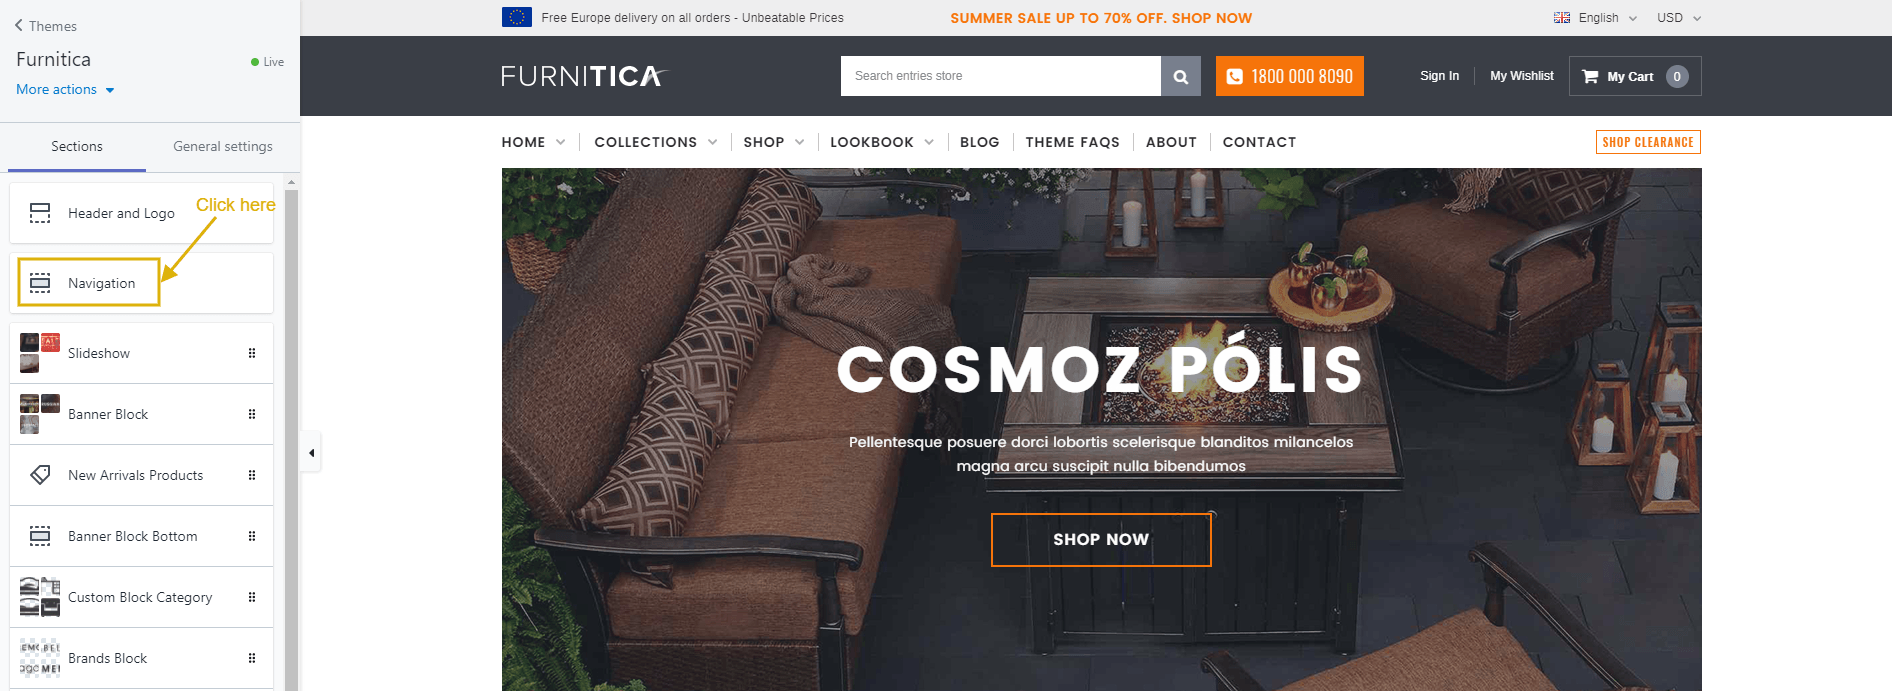 Themes
Furnitica
Live
More actions
Sections
General settings
Header and Logo
Click here
Navigation
Slideshow
Banner Block
New Arrivals Products
Banner Block Bottom
Custom Block Category
Brands Block
Free Europe delivery on all orders - Unbeatable Prices
SUMMER SALE UP TO 70% OFF. SHOP NOW
English
USD
FURNITICA
Search entries store
1800 000 8090
Sign In
My Wishlist
My Cart 0
HOME
COLLECTIONS
SHOP
LOOKBOOK
BLOG
THEME FAQS
ABOUT
CONTACT
SHOP CLEARANCE
COSMOZ PÓLIS
Pellentesque posuere dorci lobortis scelerisque blanditos milancelos
magna arcu suscipit nulla bibendumos
SHOP NOW